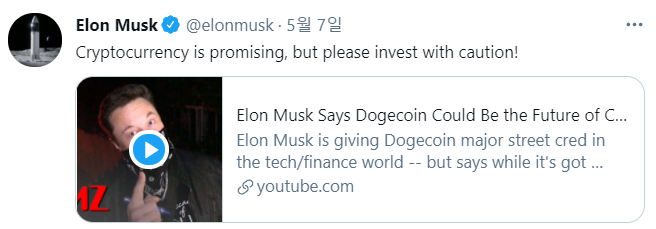 Elon Musk @elonmusk · 5월 7일
Cryptocurrency is promising, but please invest with caution!
Elon Musk Says Dogecoin Could Be the Future of C...
Elon Musk is giving Dogecoin major street cred in
the tech/finance world -- but says while it's got ...
youtube.com
MZ